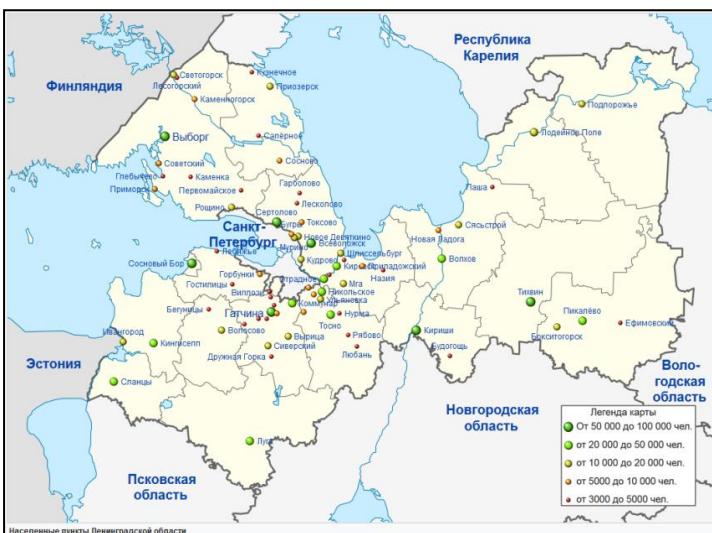 Республика
Карелия
Финляндия
Кузнечное
Светогорск
Лесогорский
Приозерск
Каменногорск
Подпорожье
Лодейное Поле
Выборг
Сапёрное
Советский
Сосново
Глебычево
Каменка
Приморск
Первомайское
Гарболово
Лесколово
Паша
Рощино
Санкт-
Петербург
Сертолово
Бугры
Токсово
Новое Девяткино
Мурино
Всеволожск
Сясьстрой
Новая Ладога
Волхов
Лебяжье
Шлиссельбург
Кудрово
Кировск
Приладожский
Назия
Сосновый Бор
Горбунки
Отрадное
Мга
Гостилицы
Виллози
Никольское
Ульяновка
Тихвин
Бегуницы
Гатчина
Коммунар
Тосно
Нурма
Пикалёво
Ефимовский
Бокситогорск
Ивангород
Кингисепп
Волосово
Вырица
Сиверский
Рябово
Любань
Кириши
Будогощь
Дружная Горка
Эстония
Сланцы
Луга
Воло-
годская
область
Новгородская
область
Псковская
область
Легенда карты
От 50 000 до 100 000 чел.
от 20 000 до 50 000 чел.
от 10 000 до 20 000 чел.
от 5000 до 10 000 чел.
от 3000 до 5000 чел.
Населенные пункты Ленинградской области